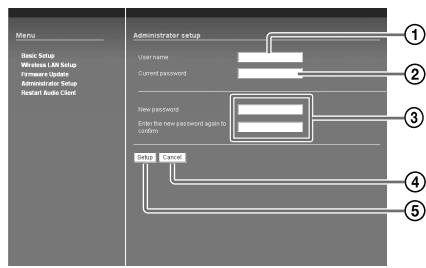 Menu
Basic Setup
Wireless LAN Setup
Firmware Update
Administrator Setup
Restart Audio Client
Administrator setup
User name
Current password
New password
Enter the new password again to
confirm
Setup
Cancel
1
2
3
4
5